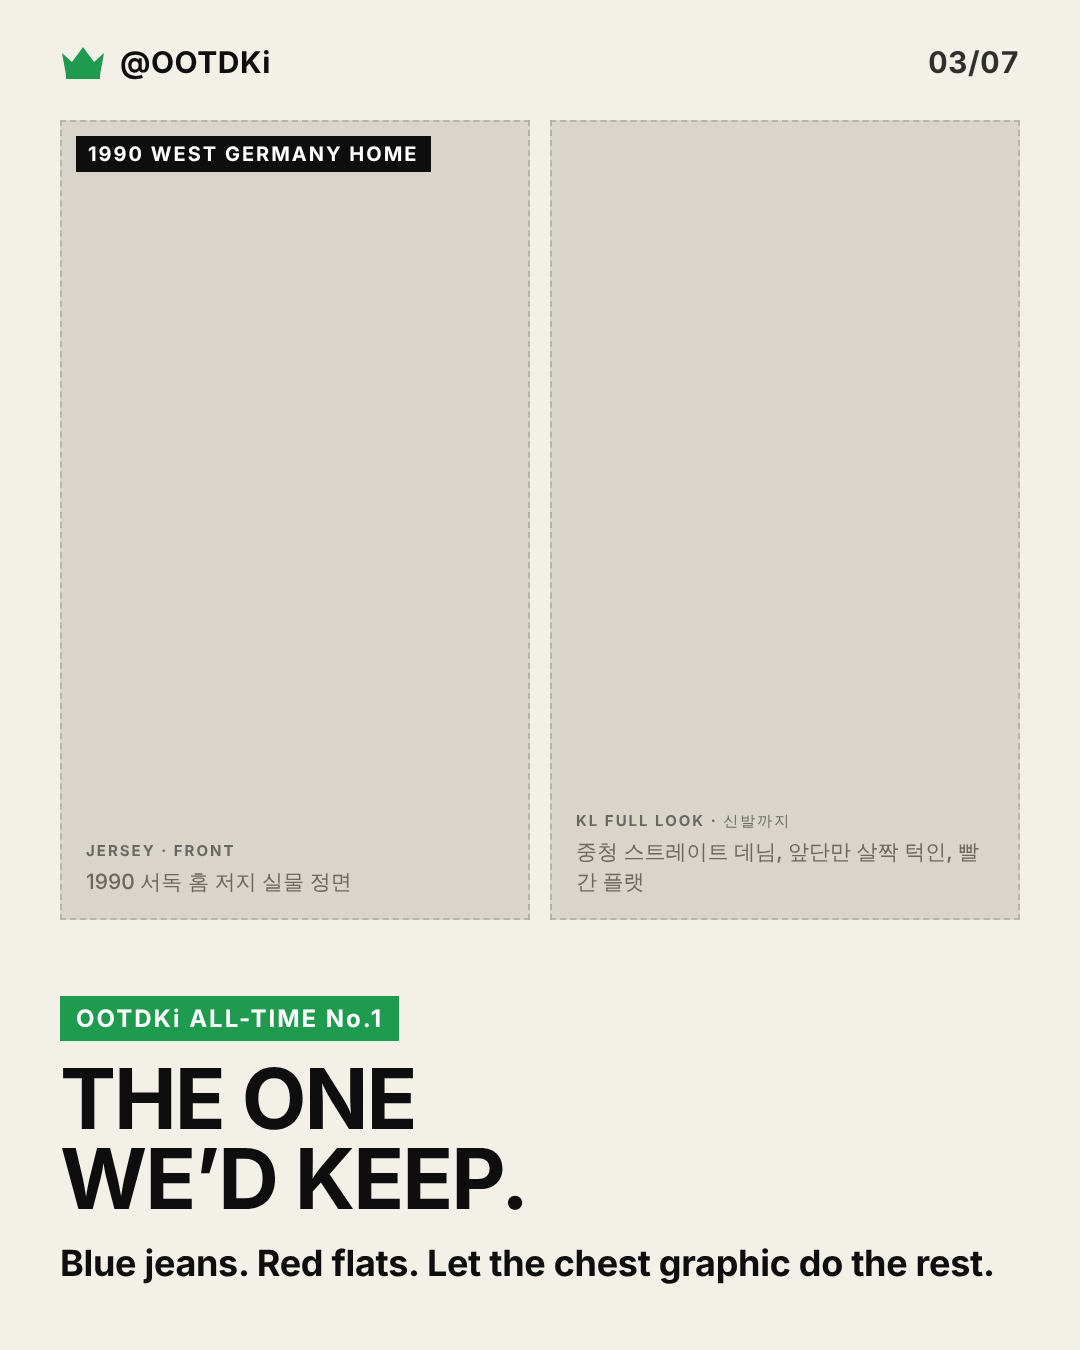 @OOTDKi
03/07
1990 WEST GERMANY HOME
JERSEY · FRONT
1990 서독 홈 저지 실물 정면
KL FULL LOOK · 신발까지
중청 스트레이트 데님, 앞단만 살짝 턱인, 빨
간 플랫
OOTDKi ALL-TIME No.1
THE ONE
WE’D KEEP.
Blue jeans. Red flats. Let the chest graphic do the rest.